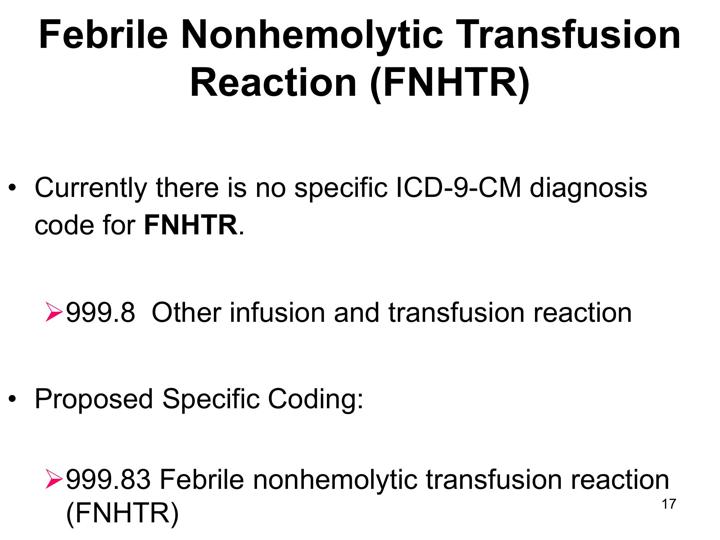 Febrile Nonhemolytic Transfusion
Reaction (FNHTR)
• Currently there is no specific ICD-9-CM diagnosis
code for FNHTR.
➢999.8  Other infusion and transfusion reaction
• Proposed Specific Coding:
➢999.83 Febrile nonhemolytic transfusion reaction
(FNHTR)
17